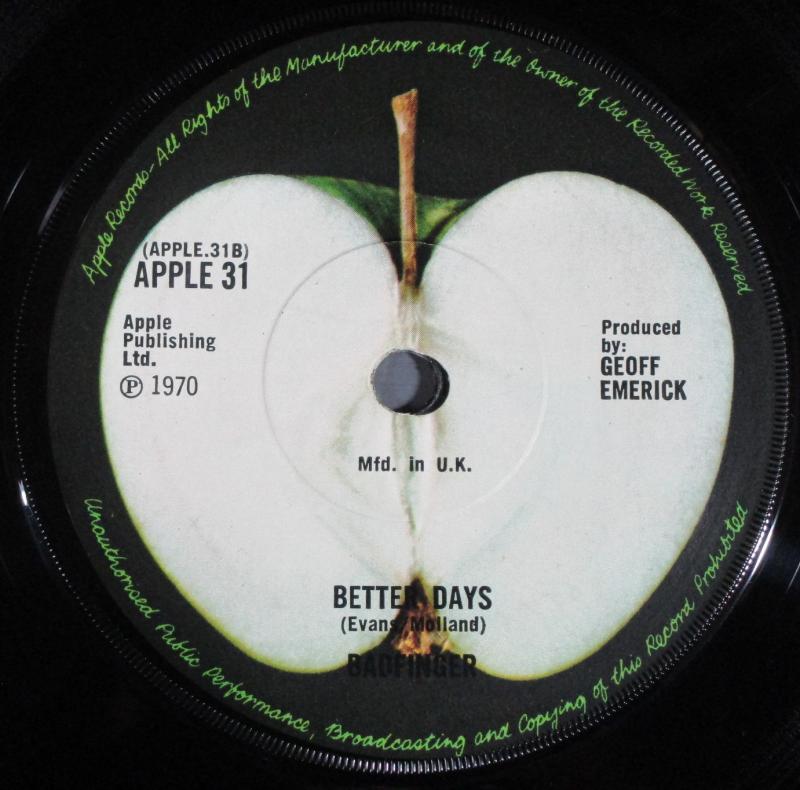 Apple Records-All Rights of the Manufacturer and of the Owner of the Recorded Work Reserved
(APPLE.31B)
APPLE 31
Apple
Publishing
Ltd.
Ⓟ 1970
Produced
by:
GEOFF
EMERICK
Mfd. in U.K.
BETTER DAYS
(Evans/Molland)
BADFINGER
Unauthorised Public Performance, Broadcasting and Copying of this Record Prohibited